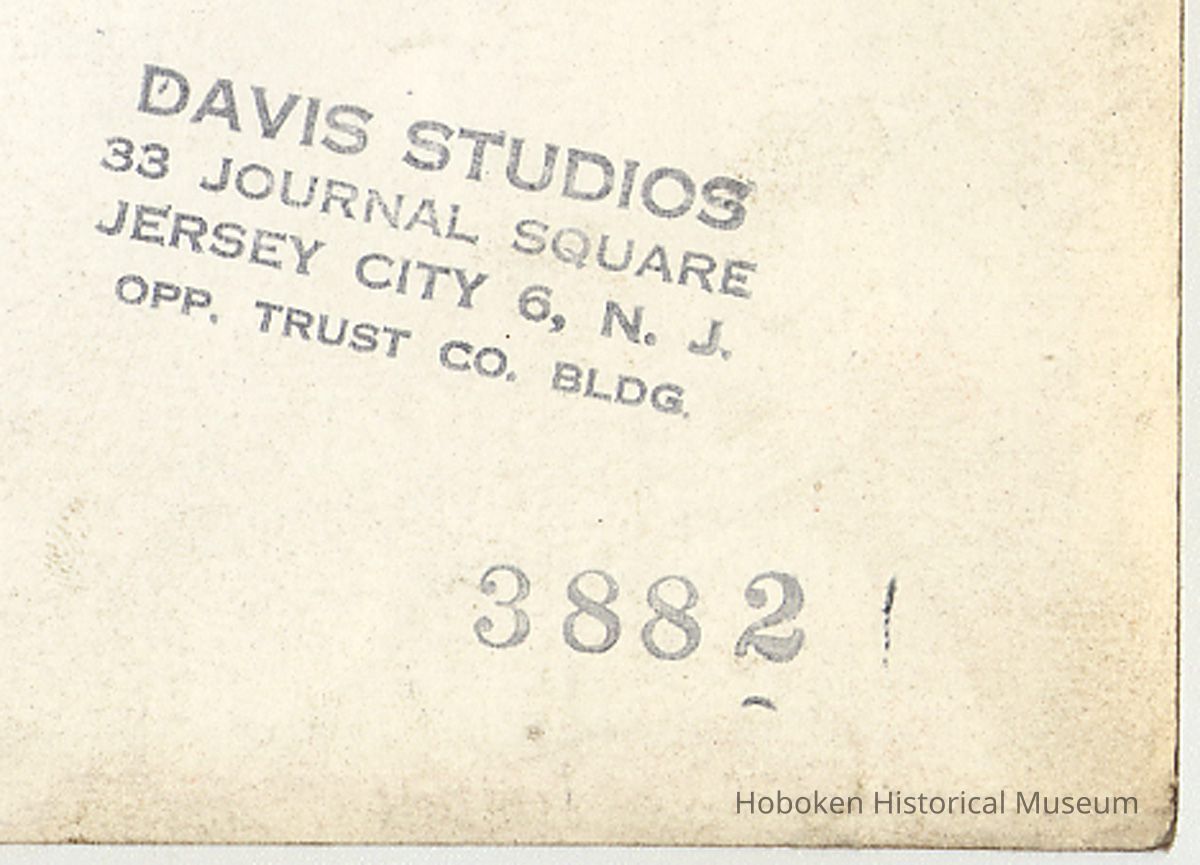 DAVIS STUDIOS
33 JOURNAL SQUARE
JERSEY CITY 6, N. J.
OPP. TRUST CO. BLDG.
3882
Hoboken Historical Museum